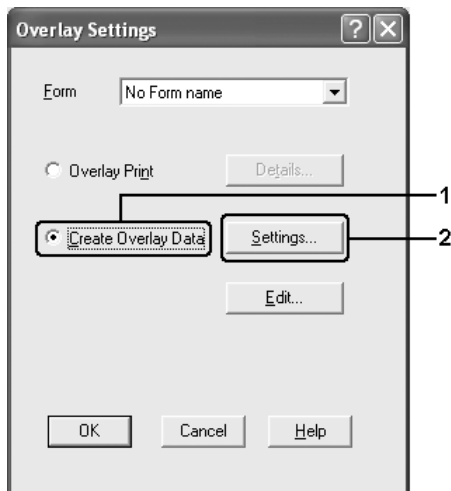 Overlay Settings
Form No Form name
Overlay Print Details...
1
Create Overlay Data Settings...
2
Edit...
OK Cancel Help